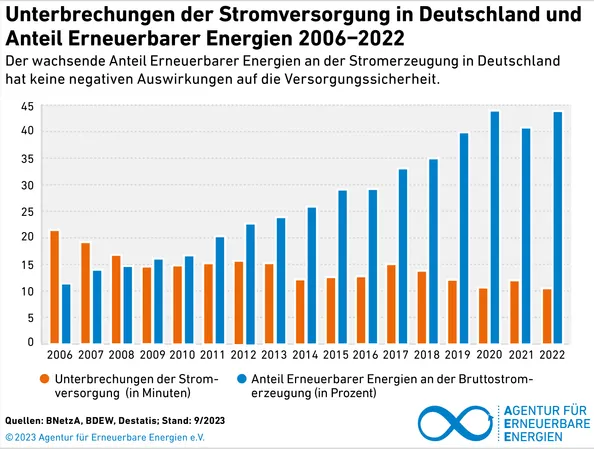 Unterbrechungen der Stromversorgung in Deutschland und
Anteil Erneuerbarer Energien 2006–2022
Der wachsende Anteil Erneuerbarer Energien an der Stromerzeugung in Deutschland
hat keine negativen Auswirkungen auf die Versorgungssicherheit.
45
40
35
30
25
20
15
10
5
0
2006 2007 2008 2009 2010 2011 2012 2013 2014 2015 2016 2017 2018 2019 2020 2021 2022
Unterbrechungen der Strom-
versorgung (in Minuten)
Anteil Erneuerbarer Energien an der Bruttostrom-
erzeugung (in Prozent)
Quellen: BNetzA, BDEW, Destatis; Stand: 9/2023
©2023 Agentur für Erneuerbare Energien e.V.
AGENTUR FÜR
ERNEUERBARE
ENERGIEN